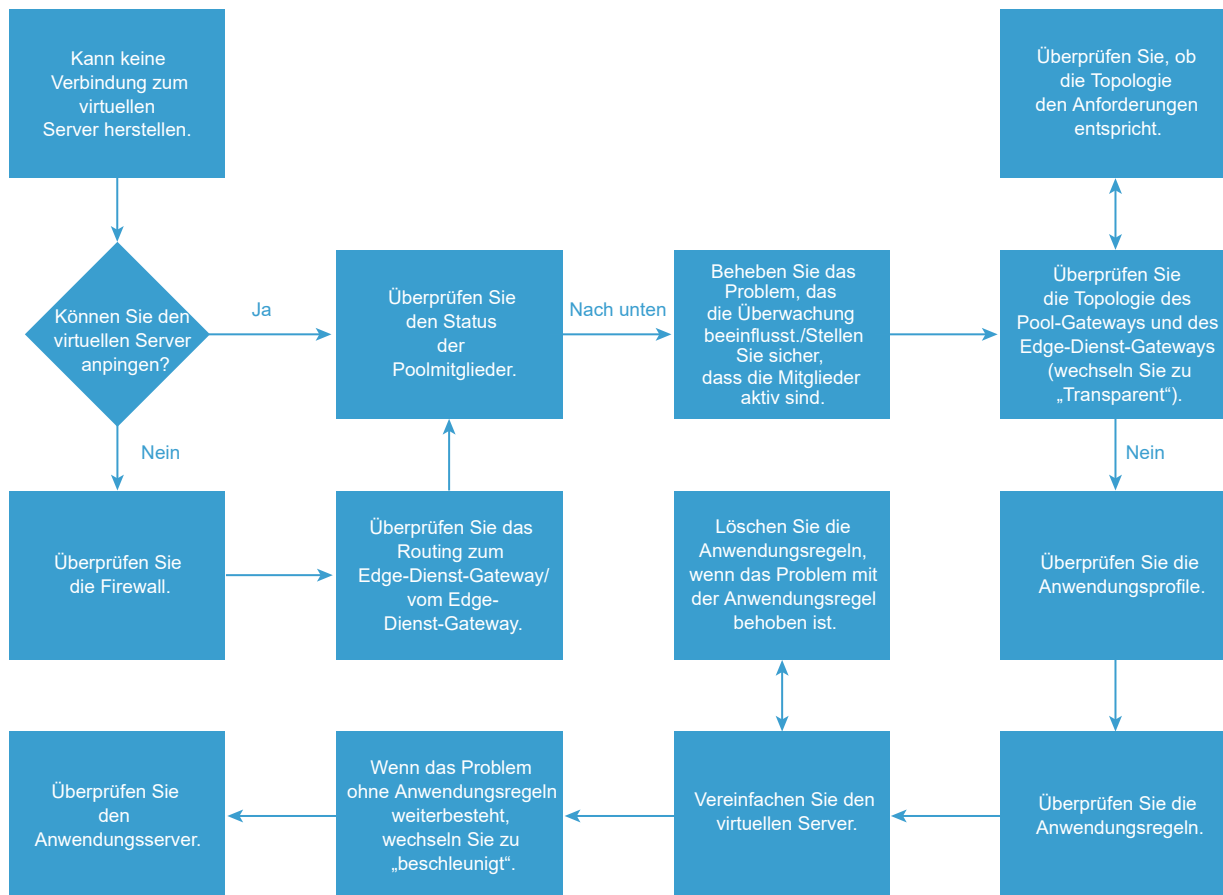 Kann keine
Verbindung zum
virtuellen
Server herstellen.
Überprüfen Sie, ob
die Topologie
den Anforderungen
entspricht.
Können Sie den
virtuellen Server
anpingen?
Ja
Überprüfen Sie
den Status
der
Poolmitglieder.
Nach unten
Beheben Sie das
Problem, das
die Überwachung
beeinflusst./Stellen
Sie sicher,
dass die Mitglieder
aktiv sind.
Überprüfen Sie
die Topologie des
Pool-Gateways und des
Edge-Dienst-Gateways
(wechseln Sie zu
„Transparent“).
Nein
Nein
Überprüfen Sie
die Firewall.
Überprüfen Sie das
Routing zum
Edge-Dienst-Gateway/
vom Edge-
Dienst-Gateway.
Löschen Sie die
Anwendungsregeln,
wenn das Problem mit
der Anwendungsregel
behoben ist.
Überprüfen Sie die
Anwendungsprofile.
Überprüfen Sie
den
Anwendungsserver.
Wenn das Problem
ohne Anwendungsregeln
weiterbesteht,
wechseln Sie zu
„beschleunigt“.
Vereinfachen Sie den
virtuellen Server.
Überprüfen Sie die
Anwendungsregeln.